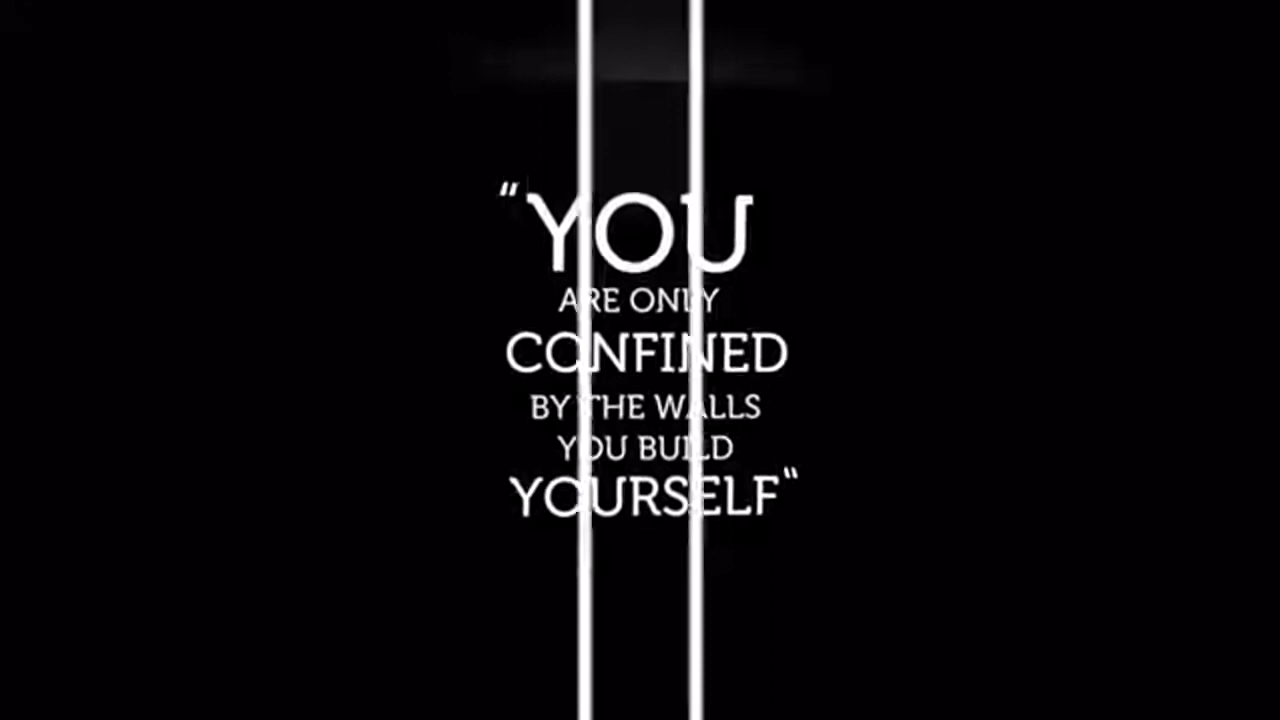 “YOU
ARE ONLY
CONFINED
BY THE WALLS
YOU BUILD
YOURSELF“